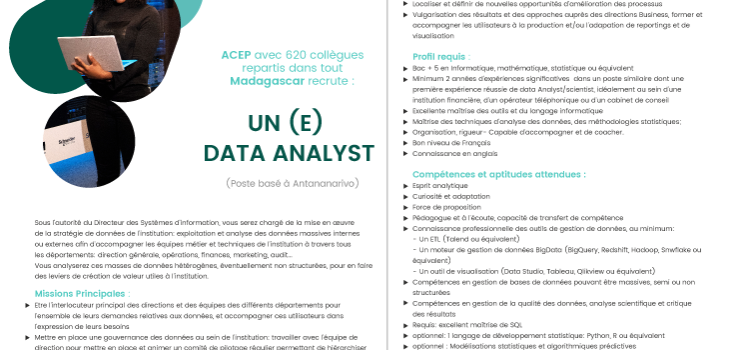 Schneider
ACEP avec 620 collègues
repartis dans tout
Madagascar recrute :
UN (E)
DATA ANALYST
(Poste basé à Antananarivo)
Sous l'autorité du Directeur des Systèmes d'information, vous serez chargé de la mise en œuvre
de la stratégie de données de l'institution: exploitation et analyse des données massives internes
ou externes afin d'accompagner les équipes métier et techniques de l'institution à travers tous
les départements: direction générale, opérations, finances, marketing, audit...
Vous analyserez ces masses de données hétérogènes, éventuellement non structurées, pour en faire
des leviers de création de valeur utiles à l'institution.
Missions Principales :
► Etre l'interlocuteur principal des directions et des équipes des différents départements pour
l'ensemble de leurs demandes relatives aux données, et accompagner ces utilisateurs dans
l'expression de leurs besoins
► Mettre en place une gouvernance des données au sein de l'institution: travailler avec l'équipe de
direction pour mettre en place et animer un comité de pilotage régulier permettant de hiérarchiser
► Localiser et définir de nouvelles opportunités d'amélioration des processus
► Vulgarisation des résultats et des approches auprès des directions Business, former et
accompagner les utilisateurs à la production et/ou l'adapation de reportings et de
visualisation
Profil requis :
► Bac + 5 en informatique, mathématique, statistique ou équivalent
► Minimum 2 années d'expériences significatives dans un poste similaire dont une
première expérience réussie de data Analyst/scientist, idéalement au sein d'une
institution financière, d'un opérateur téléphonique ou d'un cabinet de conseil
► Excellente maîtrise des outils et du langage informatique
► Maîtrise des techniques d'analyse des données, des méthodologies statistiques;
► Organisation, rigueur- Capable d'accompagner et de coacher.
► Bon niveau de Français
► Connaissance en anglais
Compétences et aptitudes attendues :
► Esprit analytique
► Curiosité et adaptation
► Force de proposition
► Pédagogue et à l'écoute, capacité de transfert de compétence
► Connaissance professionnelle des outils de gestion de données, au minimum:
- Un ETL (Talend ou équivalent)
- Un moteur de gestion de données BigData (BigQuery, Redshift, Hadoop, Snwflake ou
équivalent)
- Un outil de visualisation (Data Studio, Tableau, Qlikview ou équivalent)
► Compétences en gestion de bases de données pouvant être massives, semi ou non
structurées
► Compétences en gestion de la qualité des données, analyse scientifique et critique
des résultats
► Requis: excellent maîtrise de SQL
► optionnel: 1 langage de développement statistique: Python, R ou équivalent
► optionnel : Modélisations statistiques et algorithmes prédictives